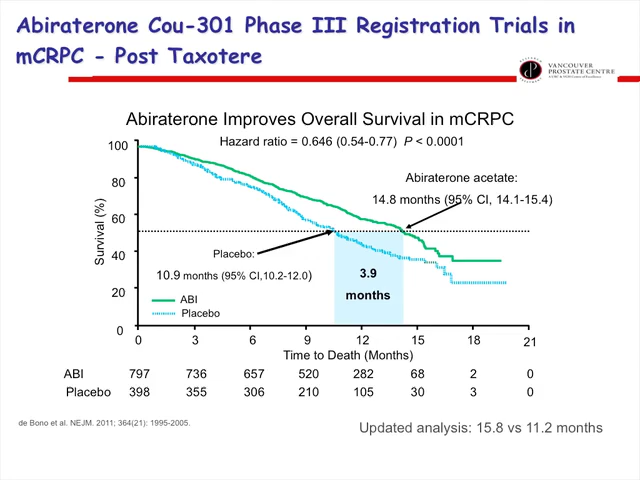 Abiraterone Cou-301 Phase III Registration Trials in
mCRPC - Post Taxotere
VANCOUVER
PROSTATE CENTRE
Abiraterone Improves Overall Survival in mCRPC
Hazard ratio = 0.646 (0.54-0.77) P < 0.0001
Abiraterone acetate:
14.8 months (95% CI, 14.1-15.4)
Placebo:
10.9 months (95% CI,10.2-12.0)
3.9
months
Survival (%)
100
80
60
40
20
0
ABI
Placebo
0 3 6 9 12 15 18 21
Time to Death (Months)
ABI 797 736 657 520 282 68 2 0
Placebo 398 355 306 210 105 30 3 0
de Bono et al. NEJM. 2011; 364(21): 1995-2005.
Updated analysis: 15.8 vs 11.2 months